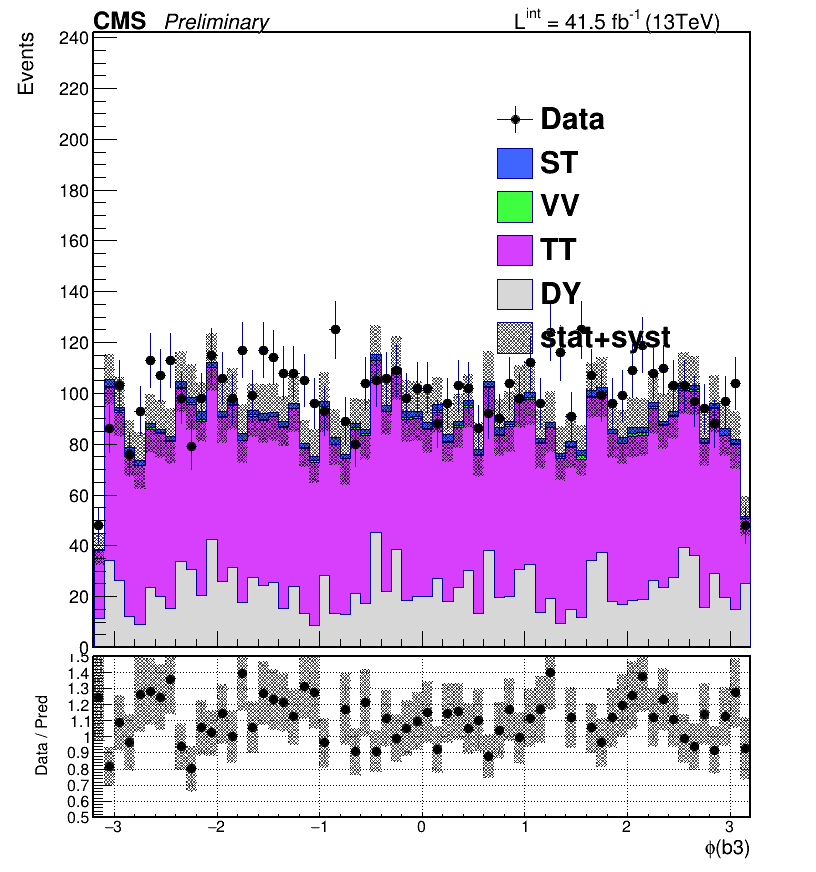 CMS Preliminary L^int = 41.5 fb^-1 (13TeV)
Events
240
220
200
180
160
140
120
100
80
60
40
20
0
Data
ST
VV
TT
DY
stat+syst
Data / Pred
1.5
1.4
1.3
1.2
1.1
1
0.9
0.8
0.7
0.6
0.5
−3 −2 −1 0 1 2 3
ϕ(b3)